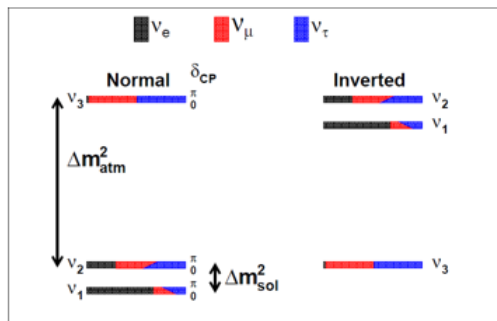 νe νμ ντ
Normal δCP Inverted
ν3 π 0 ν2
ν1
Δm²atm
ν2 π 0 ν3
Δm²sol
ν1 π 0